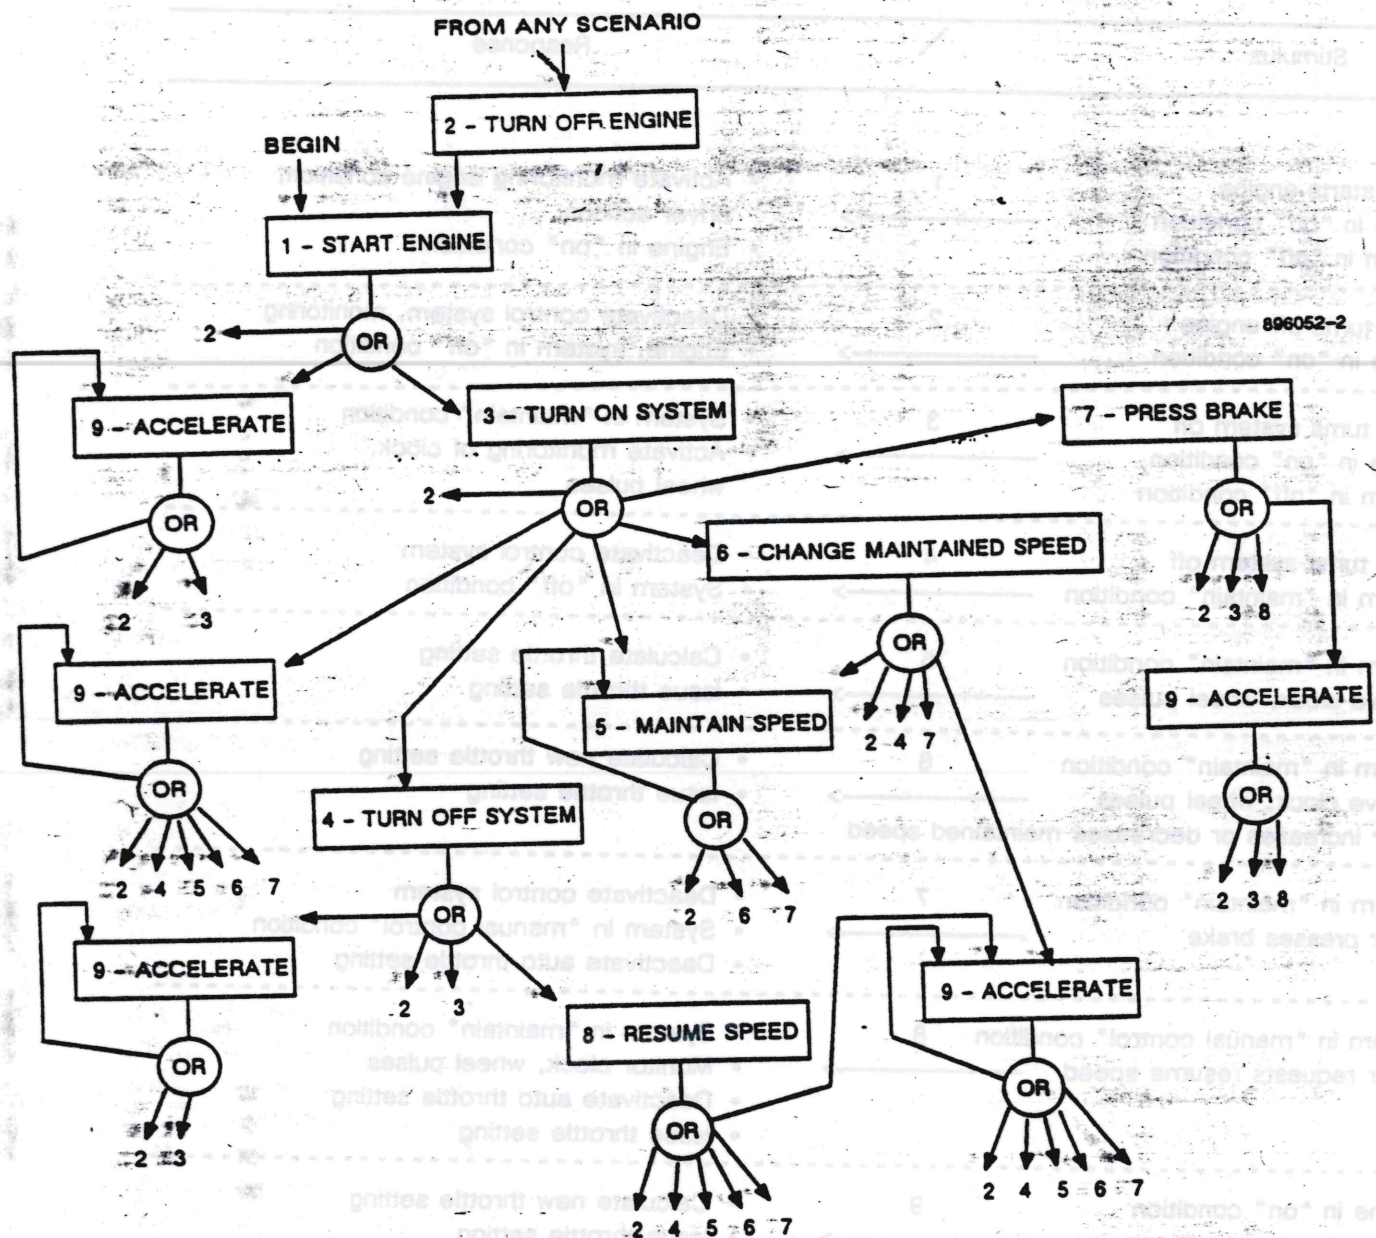 FROM ANY SCENARIO
2 - TURN OFF ENGINE
BEGIN
1 - START ENGINE
896052-2
2
OR
9 - ACCELERATE
3 - TURN ON SYSTEM
7 - PRESS BRAKE
OR
2 3
2
OR
OR
2 3 8
6 - CHANGE MAINTAINED SPEED
OR
2 4 7
9 - ACCELERATE
OR
2 4 5 6 7
5 - MAINTAIN SPEED
OR
2 6 7
9 - ACCELERATE
OR
2 3 8
4 - TURN OFF SYSTEM
OR
2 3
9 - ACCELERATE
OR
2 3
8 - RESUME SPEED
OR
2 4 5 6 7
9 - ACCELERATE
OR
2 4 5 6 7